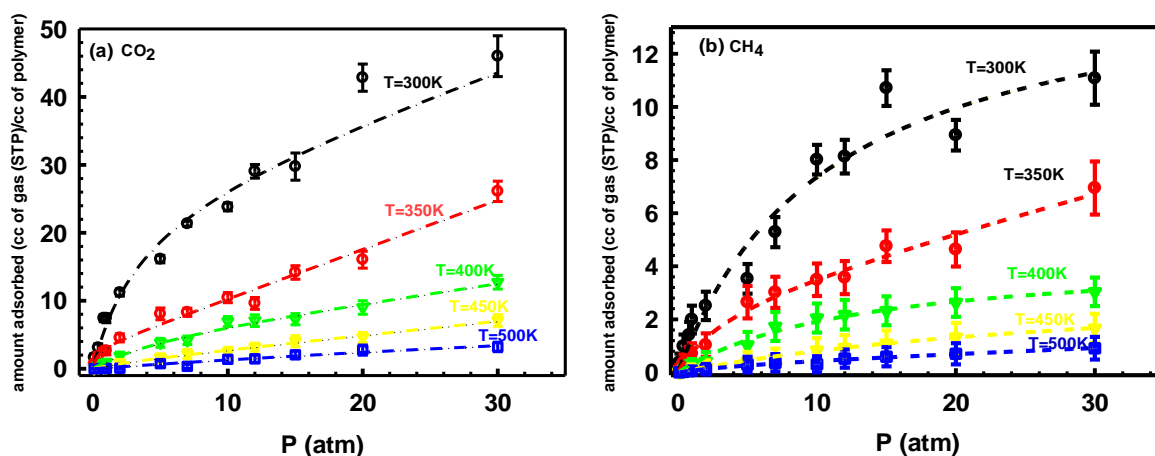 amount adsorbed (cc of gas (STP)/cc of polymer)
50
40
30
20
10
0
(a) CO2
T=300K
T=350K
T=400K
T=450K
T=500K
0
10
20
30
P (atm)
amount adsorbed (cc of gas (STP)/cc of polymer)
12
10
8
6
4
2
0
(b) CH4
T=300K
T=350K
T=400K
T=450K
T=500K
0
10
20
30
P (atm)